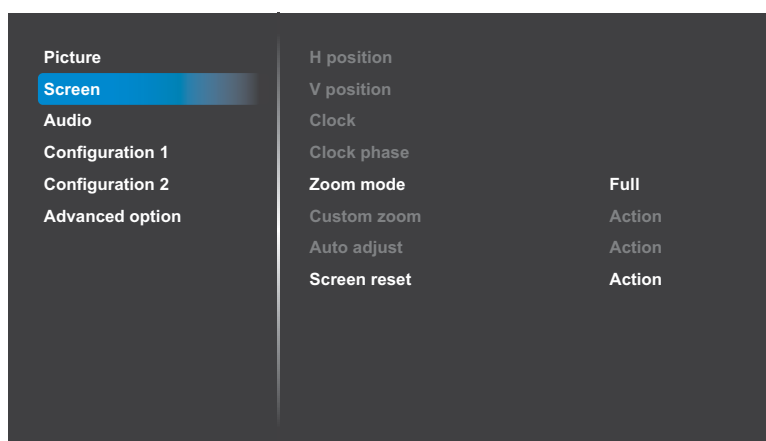 Picture
Screen
Audio
Configuration 1
Configuration 2
Advanced option
H position
V position
Clock
Clock phase
Zoom mode Full
Custom zoom Action
Auto adjust Action
Screen reset Action